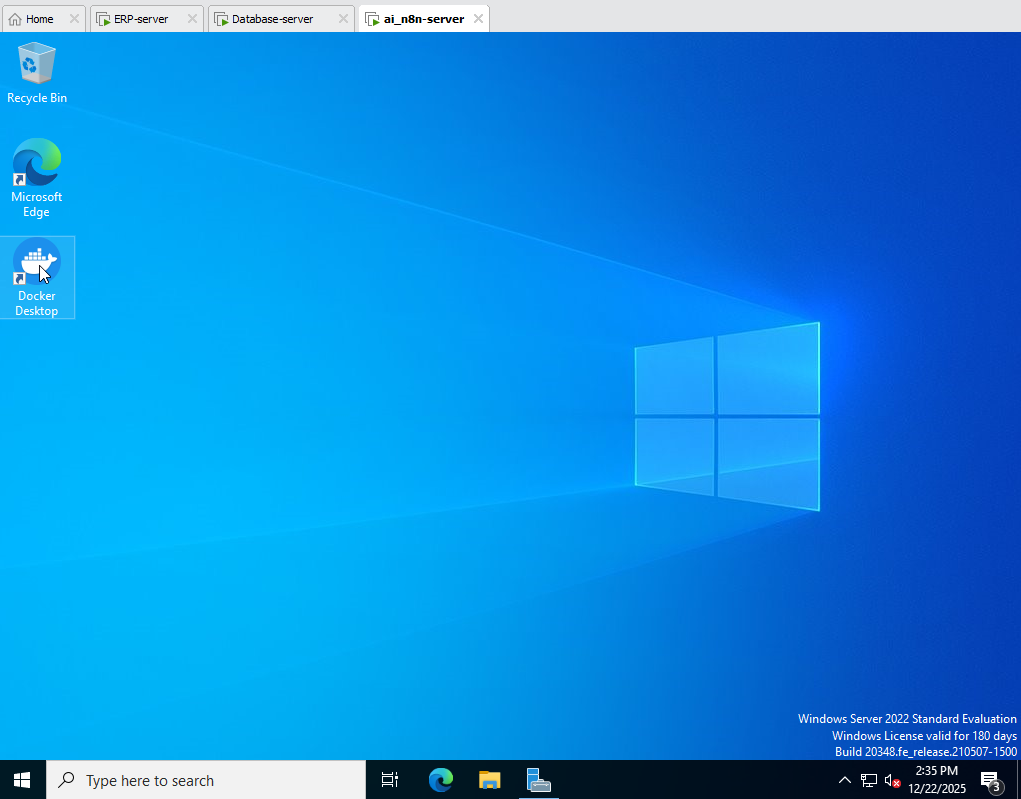 Home
ERP-server
Database-server
ai_n8n-server
Recycle Bin
Microsoft
Edge
Docker
Desktop
Windows Server 2022 Standard Evaluation
Windows License valid for 180 days
Build 20348.fe_release.210507-1500
Type here to search
2:35 PM
12/22/2025
3